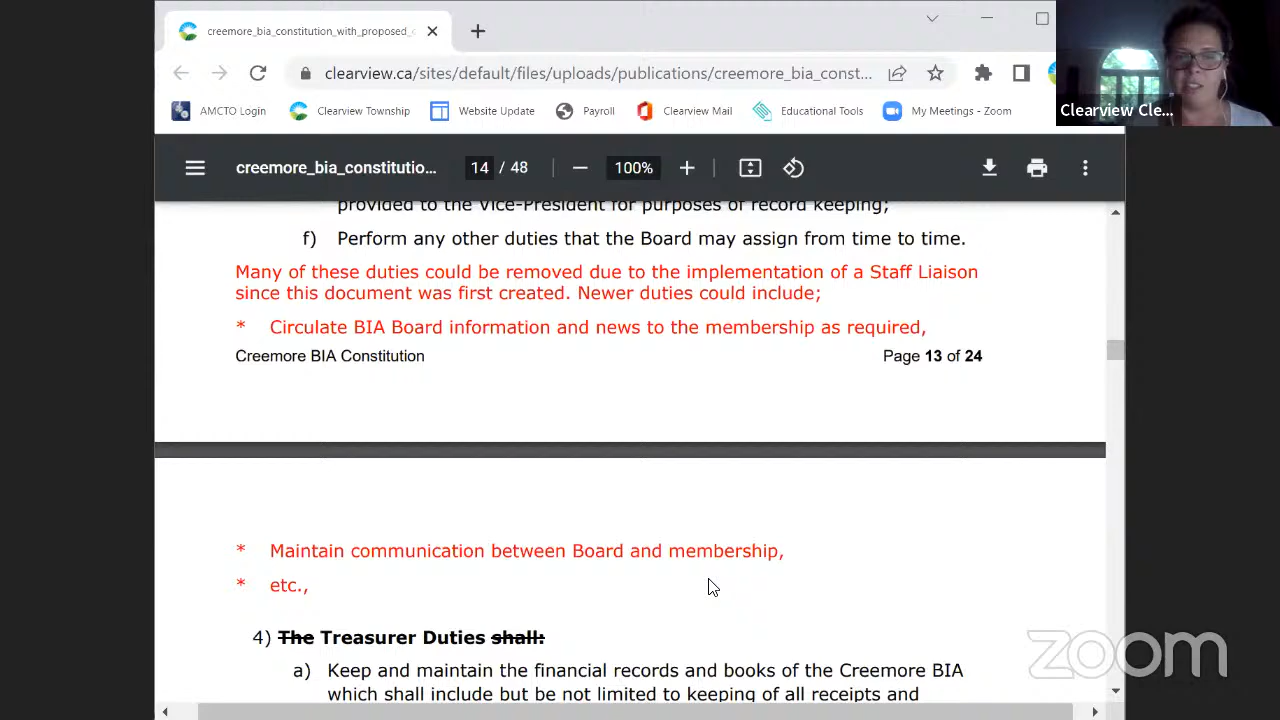 creemore_bia_constitution_with_proposed_
clearview.ca/sites/default/files/uploads/publications/creemore_bia_const...
AMCTO Login Clearview Township Website Update Payroll Clearview Mail Educational Tools My Meetings - Zoom
Clearview Cle...
creemore_bia_constitutio... 14 / 48 100%
provided to the Vice-President for purposes of record keeping;
f) Perform any other duties that the Board may assign from time to time.
Many of these duties could be removed due to the implementation of a Staff Liaison
since this document was first created. Newer duties could include;
* Circulate BIA Board information and news to the membership as required,
Creemore BIA Constitution Page 13 of 24
* Maintain communication between Board and membership,
* etc.,
4) The Treasurer Duties shall:
a) Keep and maintain the financial records and books of the Creemore BIA
which shall include but be not limited to keeping of all receipts and
zoom